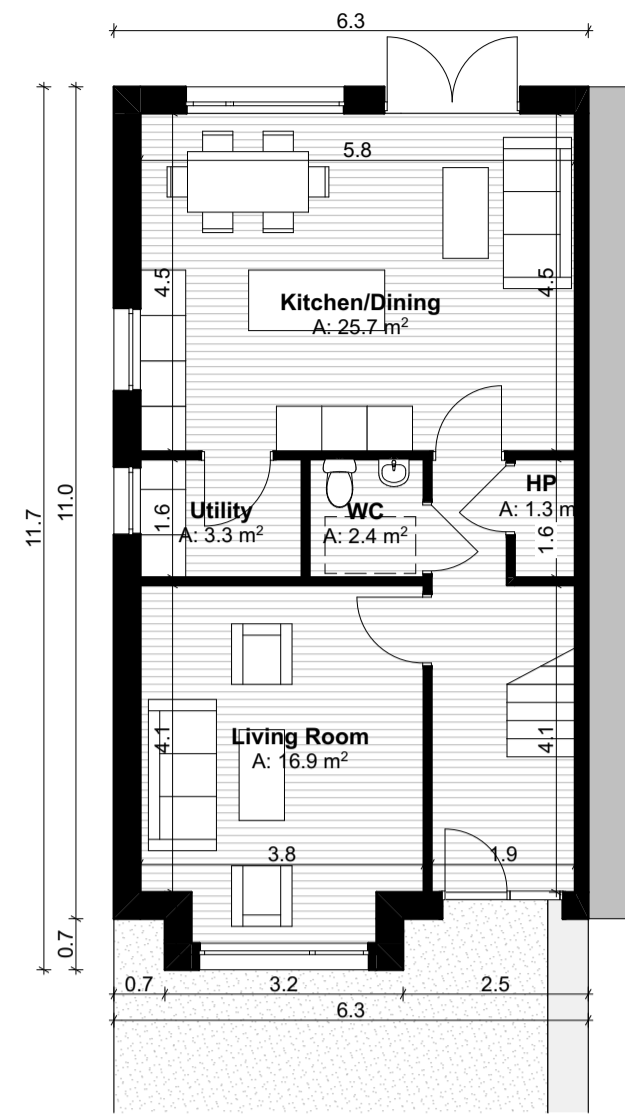 6.3
5.8
4.5
4.5
Kitchen/Dining
A: 25.7 m²
11.7
11.0
Utility
A: 3.3 m²
1.6
WC
A: 2.4 m²
HP
A: 1.3 m
1.6
4.1
Living Room
A: 16.9 m²
4.1
3.8
1.9
0.7
0.7
3.2
2.5
6.3